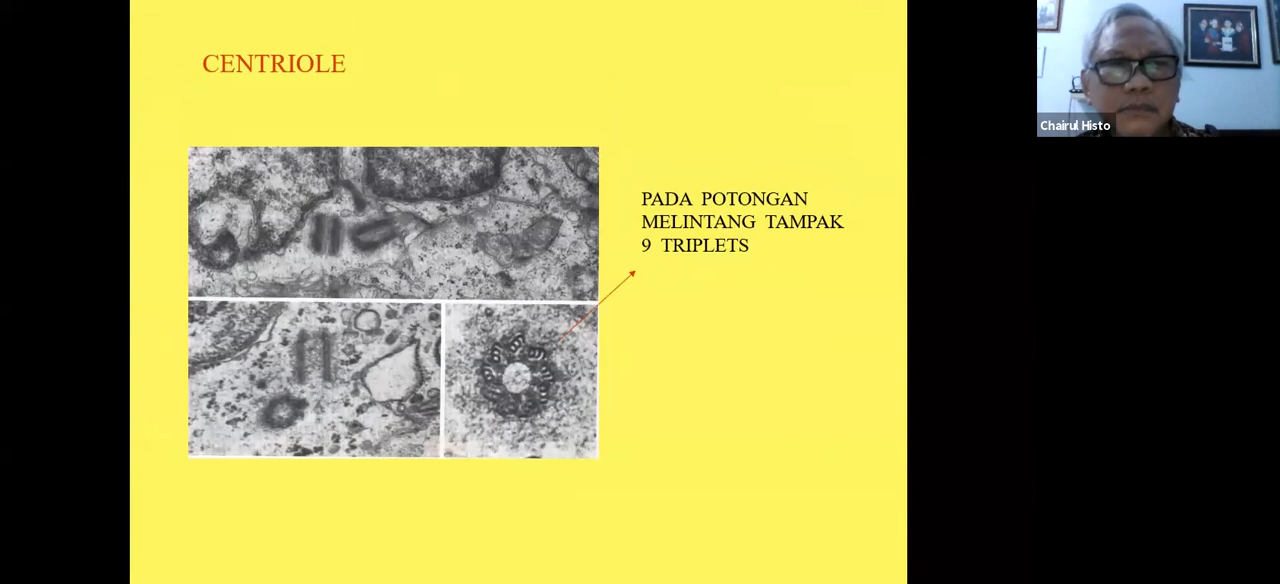 CENTRIOLE
PADA POTONGAN
MELINTANG TAMPAK
9 TRIPLETS
Chairul Histo